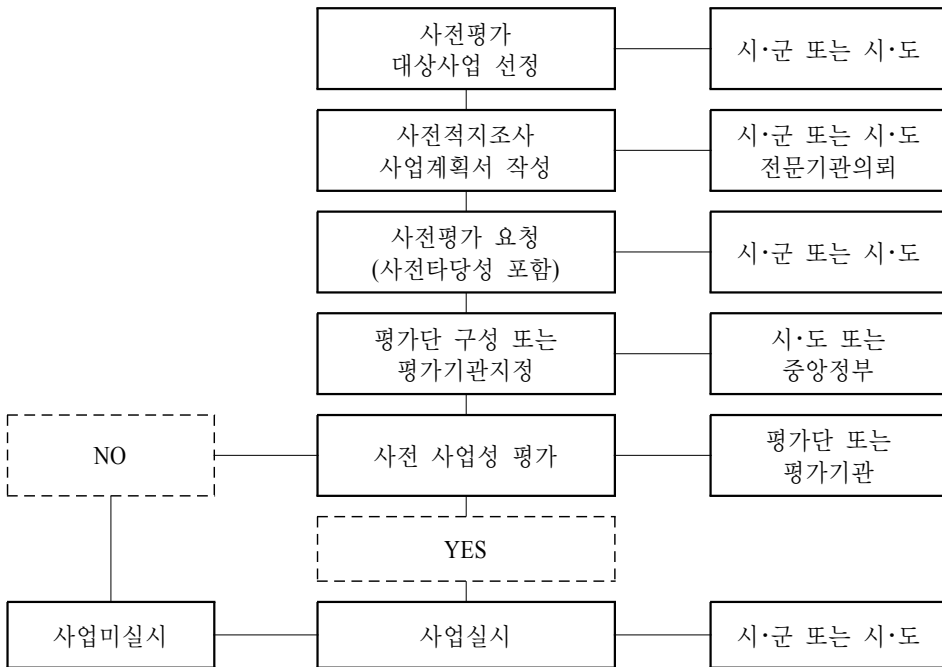 사전평가
대상사업 선정
시·군 또는 시·도
사전적지조사
사업계획서 작성
시·군 또는 시·도
전문기관의뢰
사전평가 요청
(사전타당성 포함)
시·군 또는 시·도
평가단 구성 또는
평가기관지정
시·도 또는
중앙정부
NO
사전 사업성 평가
평가단 또는
평가기관
YES
사업미실시
사업실시
시·군 또는 시·도